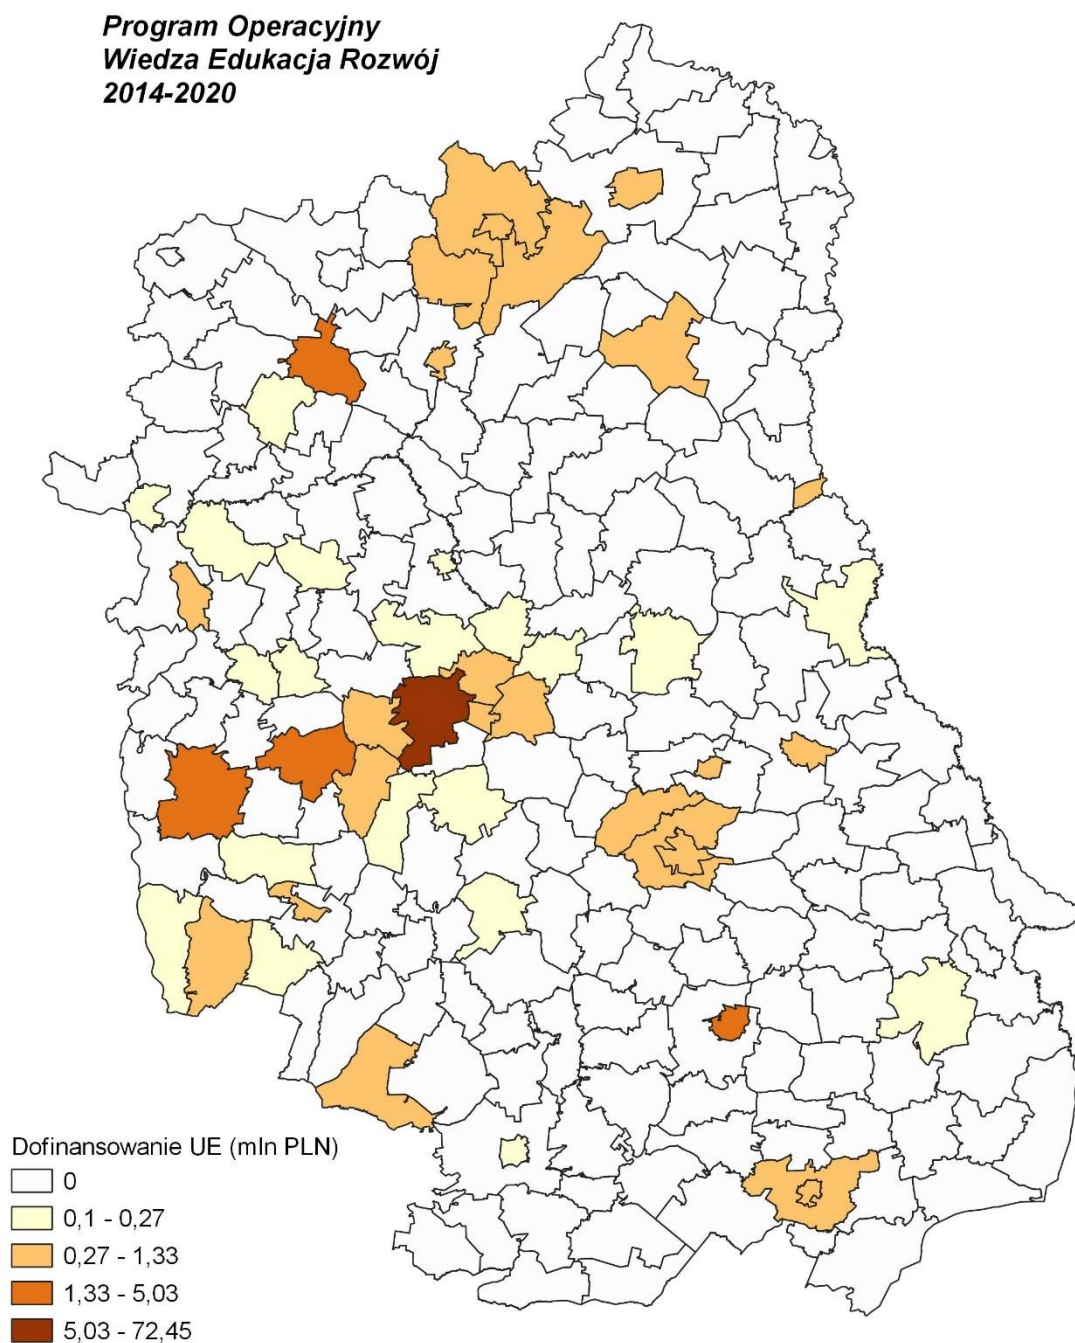 Program Operacyjny
Wiedza Edukacja Rozwój
2014-2020
Dofinansowanie UE (mln PLN)
0
0,1 - 0,27
0,27 - 1,33
1,33 - 5,03
5,03 - 72,45